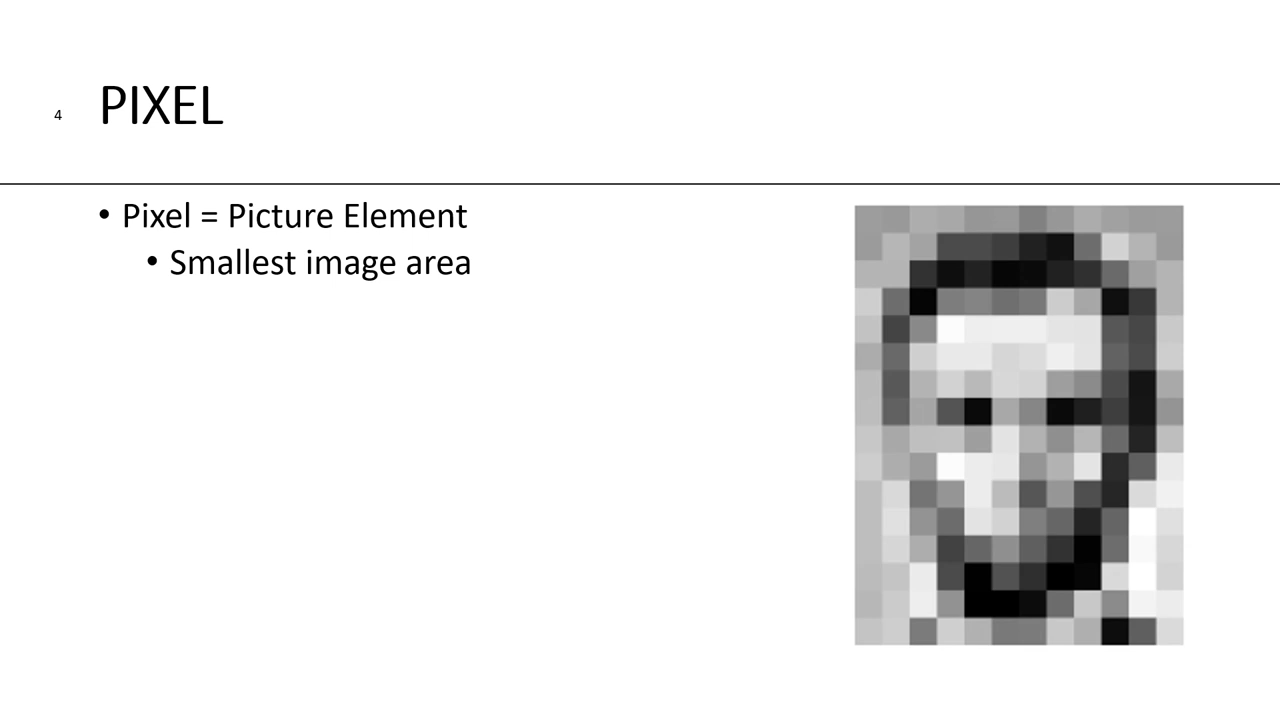 4
PIXEL
• Pixel = Picture Element
• Smallest image area